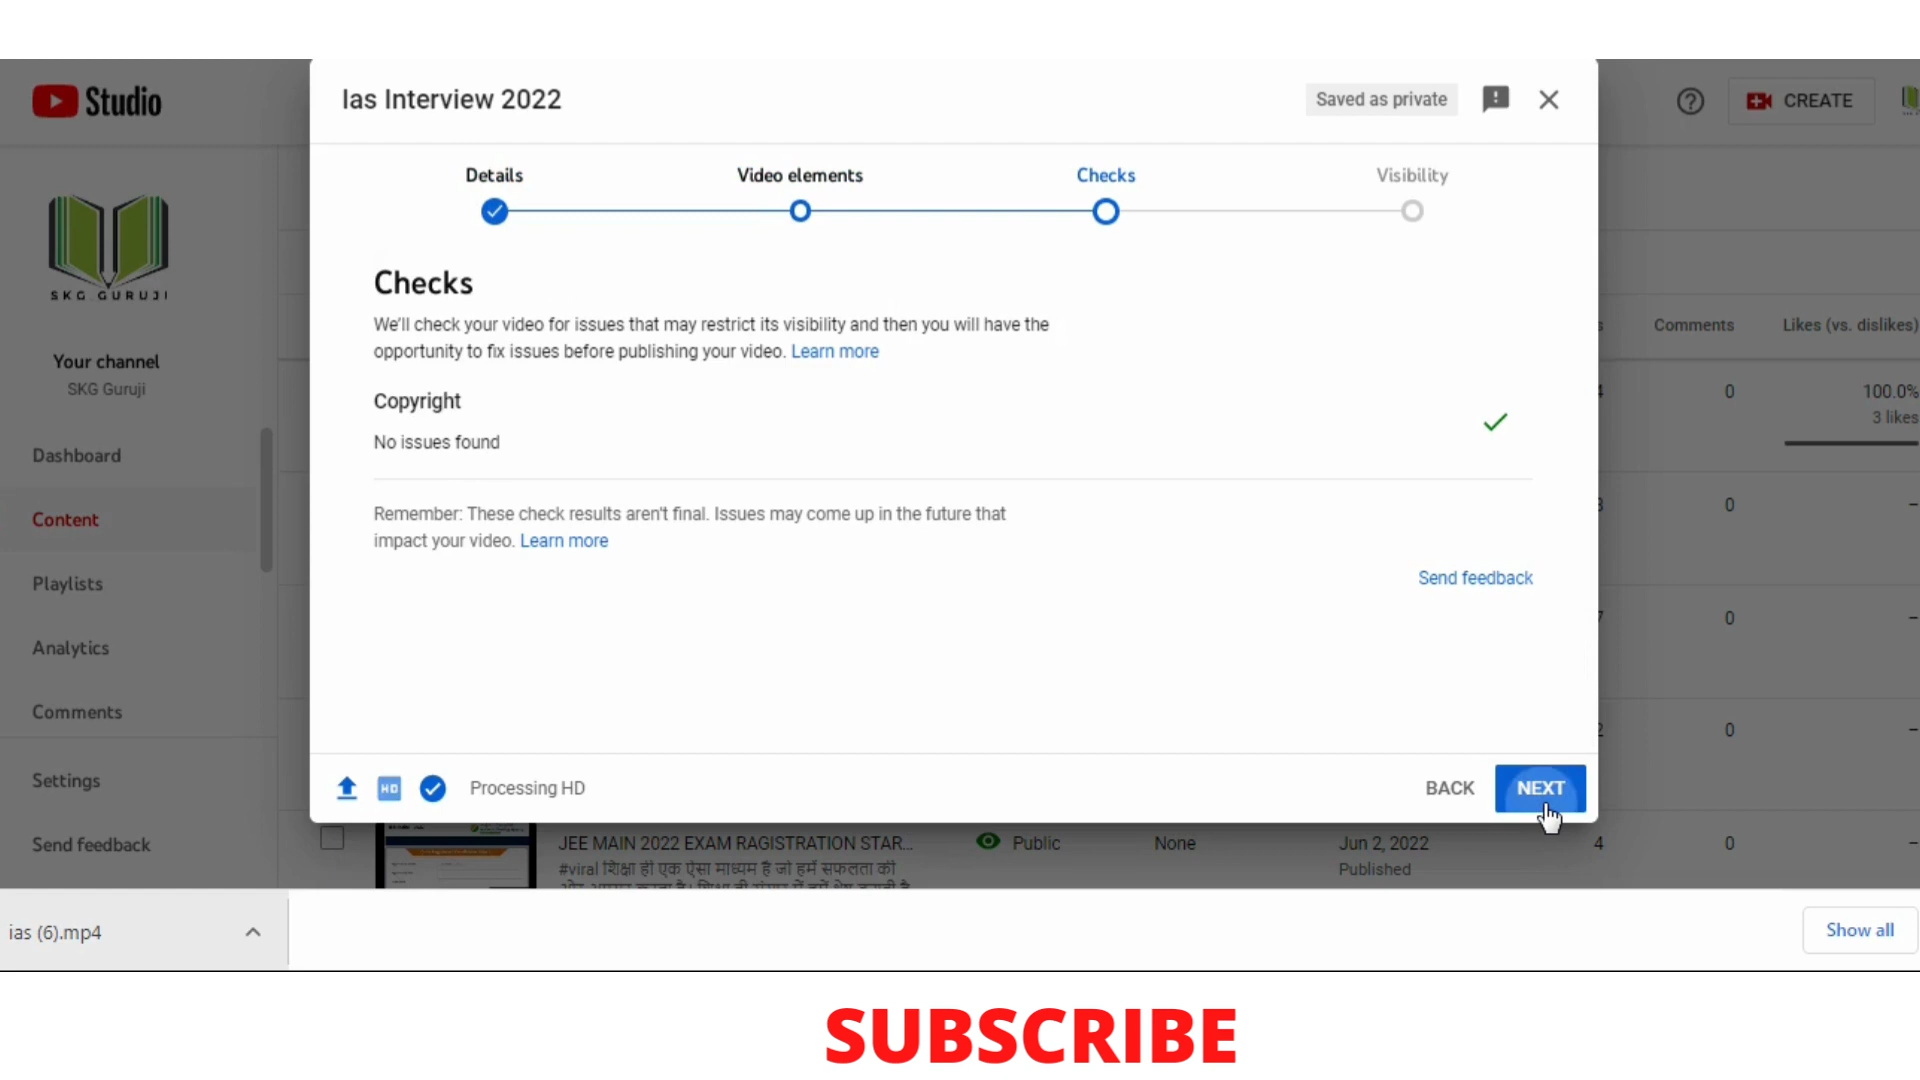 Studio
Ias Interview 2022
Saved as private
CREATE
Details
Video elements
Checks
Visibility
SKG GURUJI
Your channel
SKG Guruji
Dashboard
Content
Playlists
Analytics
Comments
Settings
Send feedback
Checks
We'll check your video for issues that may restrict its visibility and then you will have the
opportunity to fix issues before publishing your video. Learn more
Copyright
No issues found
Remember: These check results aren't final. Issues may come up in the future that
impact your video. Learn more
Send feedback
HD
Processing HD
BACK
NEXT
Comments
Likes (vs. dislikes)
0
100.0%
3 likes
0
–
0
–
0
–
JEE MAIN 2022 EXAM RAGISTRATION STAR...
Public
None
Jun 2, 2022
4
0
–
#viral शिक्षा ही एक ऐसा माध्यम है जो हमें सफलता की
Published
ias (6).mp4
Show all
SUBSCRIBE